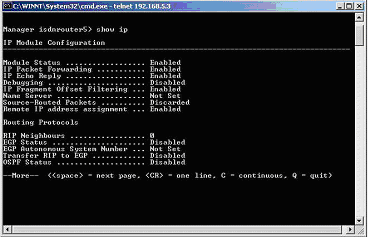 C:\WINNT\System32\cmd.exe - telnet 192.168.5.3
Manager isdnrouter5> show ip
IP Module Configuration
Module Status ................... Enabled
IP Packet Forwarding ............ Enabled
IP Echo Reply ................... Enabled
Debugging ....................... Disabled
IP Fragment Offset Filtering ... Enabled
Name Server ..................... Not Set
Source-Routed Packets ........... Discarded
Remote IP address assignment .... Enabled
Routing Protocols
RIP Neighbours .................. 0
EGP Status ...................... Disabled
EGP Autonomous System Number ... Not Set
Transfer RIP to EGP ............. Disabled
OSPF Status ..................... Disabled
--More-- (<space> = next page, <CR> = one line, C = continuous, Q = quit)